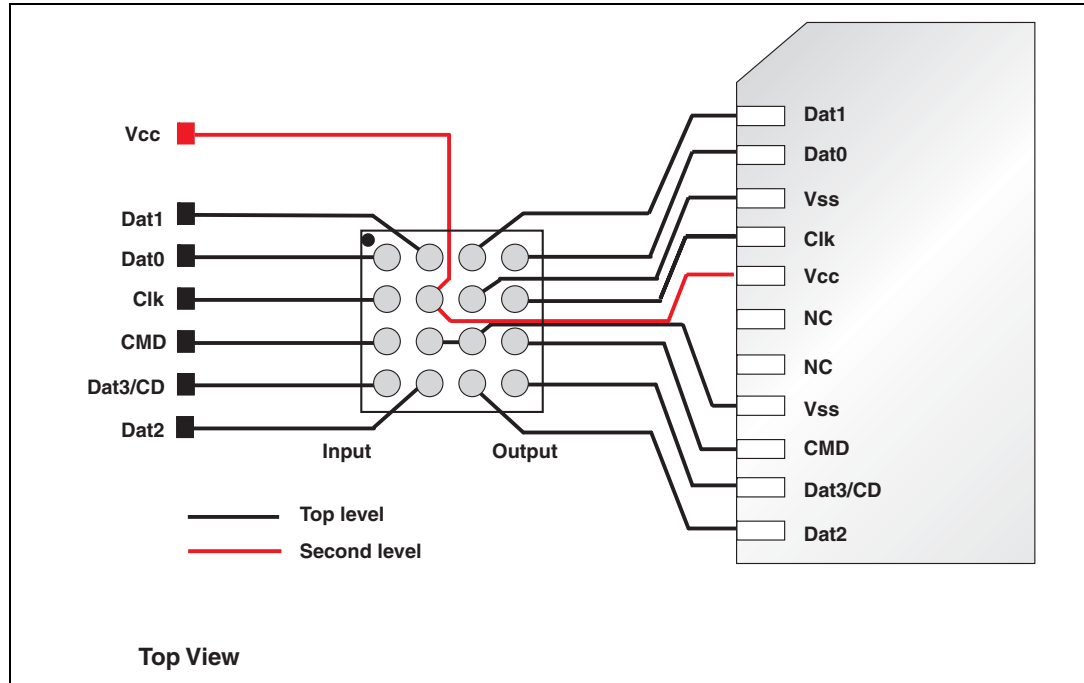 Vcc
Dat1
Dat0
Clk
CMD
Dat3/CD
Dat2
Input
Output
Dat1
Dat0
Vss
Clk
Vcc
NC
NC
Vss
CMD
Dat3/CD
Dat2
Top level
Second level
Top View